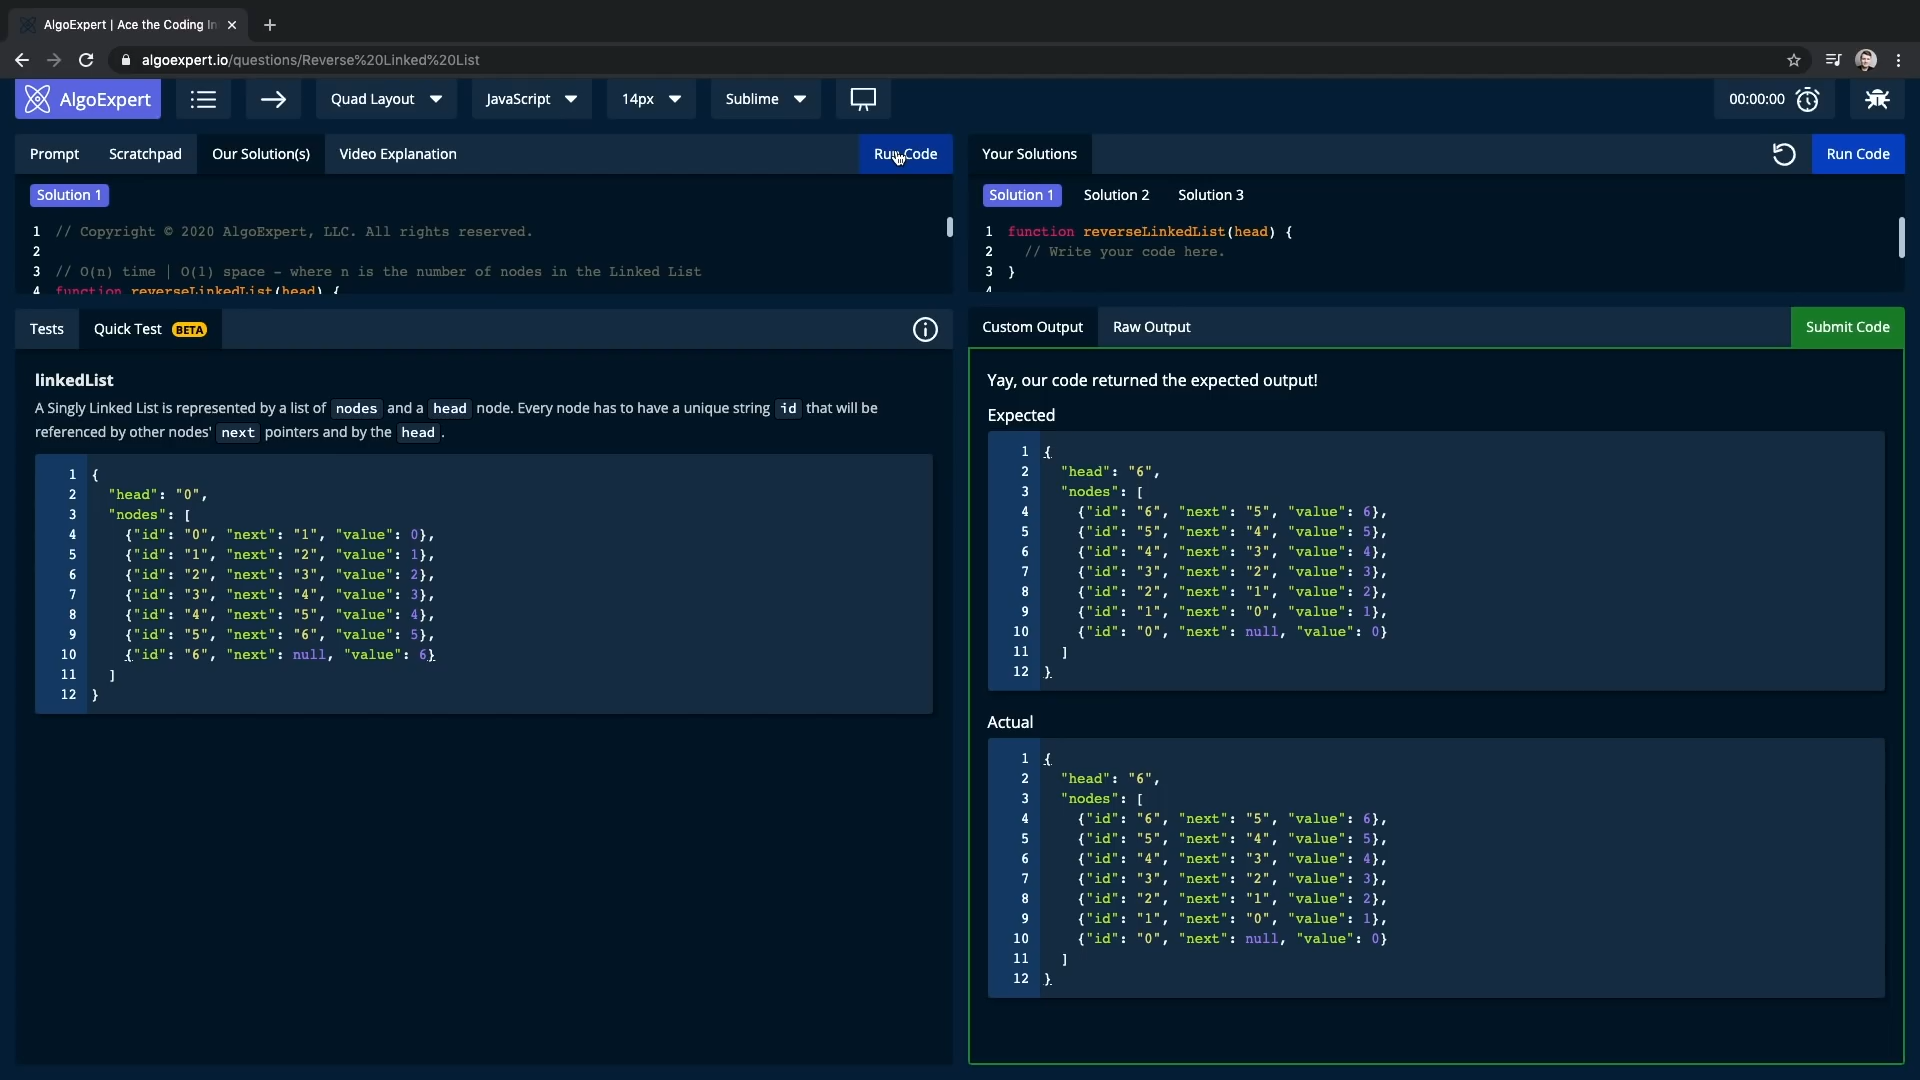 AlgoExpert | Ace the Coding In
algoexpert.io/questions/Reverse%20Linked%20List
AlgoExpert
Quad Layout
JavaScript
14px
Sublime
00:00:00
Prompt
Scratchpad
Our Solution(s)
Video Explanation
Run Code
Solution 1
1 // Copyright © 2020 AlgoExpert, LLC. All rights reserved.
2
3 // O(n) time | O(1) space - where n is the number of nodes in the Linked List
4 function reverseLinkedList(head) {
Your Solutions
Run Code
Solution 1
Solution 2
Solution 3
1 function reverseLinkedList(head) {
2 // Write your code here.
3 }
4
Tests
Quick Test BETA
linkedList
A Singly Linked List is represented by a list of nodes and a head node. Every node has to have a unique string id that will be
referenced by other nodes' next pointers and by the head .
1 {
2 "head": "0",
3 "nodes": [
4 {"id": "0", "next": "1", "value": 0},
5 {"id": "1", "next": "2", "value": 1},
6 {"id": "2", "next": "3", "value": 2},
7 {"id": "3", "next": "4", "value": 3},
8 {"id": "4", "next": "5", "value": 4},
9 {"id": "5", "next": "6", "value": 5},
10 {"id": "6", "next": null, "value": 6}
11 ]
12 }
Custom Output
Raw Output
Submit Code
Yay, our code returned the expected output!
Expected
1 {
2 "head": "6",
3 "nodes": [
4 {"id": "6", "next": "5", "value": 6},
5 {"id": "5", "next": "4", "value": 5},
6 {"id": "4", "next": "3", "value": 4},
7 {"id": "3", "next": "2", "value": 3},
8 {"id": "2", "next": "1", "value": 2},
9 {"id": "1", "next": "0", "value": 1},
10 {"id": "0", "next": null, "value": 0}
11 ]
12 }
Actual
1 {
2 "head": "6",
3 "nodes": [
4 {"id": "6", "next": "5", "value": 6},
5 {"id": "5", "next": "4", "value": 5},
6 {"id": "4", "next": "3", "value": 4},
7 {"id": "3", "next": "2", "value": 3},
8 {"id": "2", "next": "1", "value": 2},
9 {"id": "1", "next": "0", "value": 1},
10 {"id": "0", "next": null, "value": 0}
11 ]
12 }